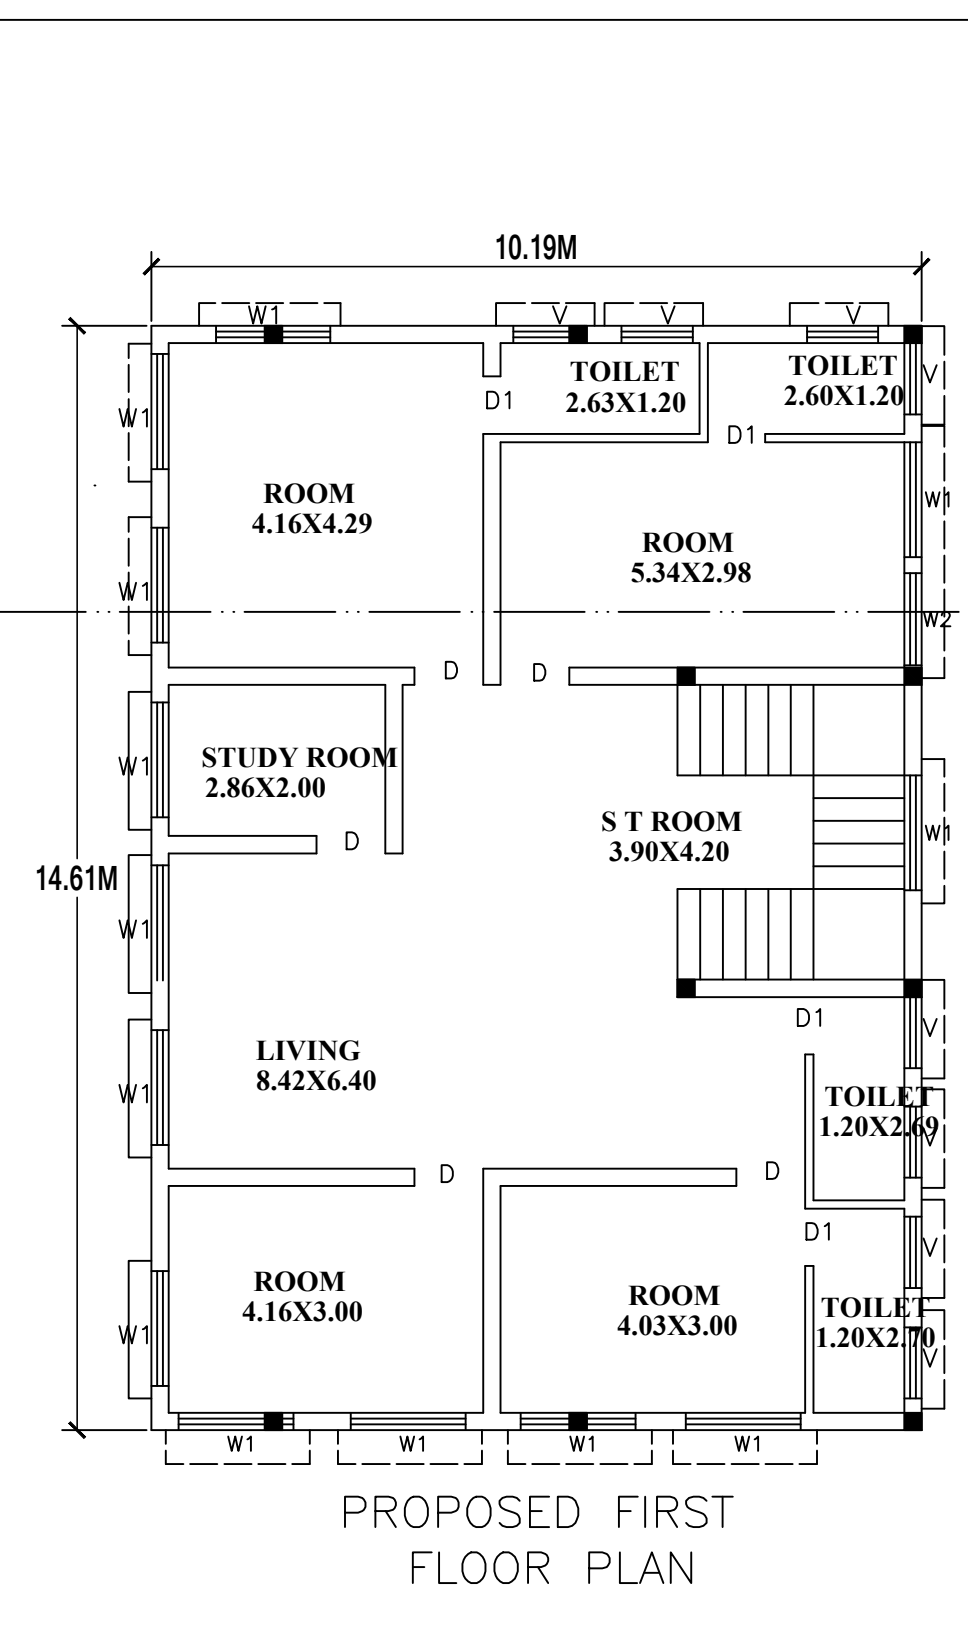 10.19M
W1
V
V
V
TOILET
2.63X1.20
TOILET
2.60X1.20
V
W1
D1
D1
ROOM
4.16X4.29
W1
ROOM
5.34X2.98
W1
W2
D
D
STUDY ROOM
2.86X2.00
W1
S T ROOM
3.90X4.20
W1
D
14.61M
W1
D1
V
LIVING
8.42X6.40
W1
TOILET
1.20X2.69
V
D
D
D1
V
ROOM
4.16X3.00
ROOM
4.03X3.00
TOILET
1.20X2.70
W1
V
W1
W1
W1
W1
PROPOSED FIRST
FLOOR PLAN